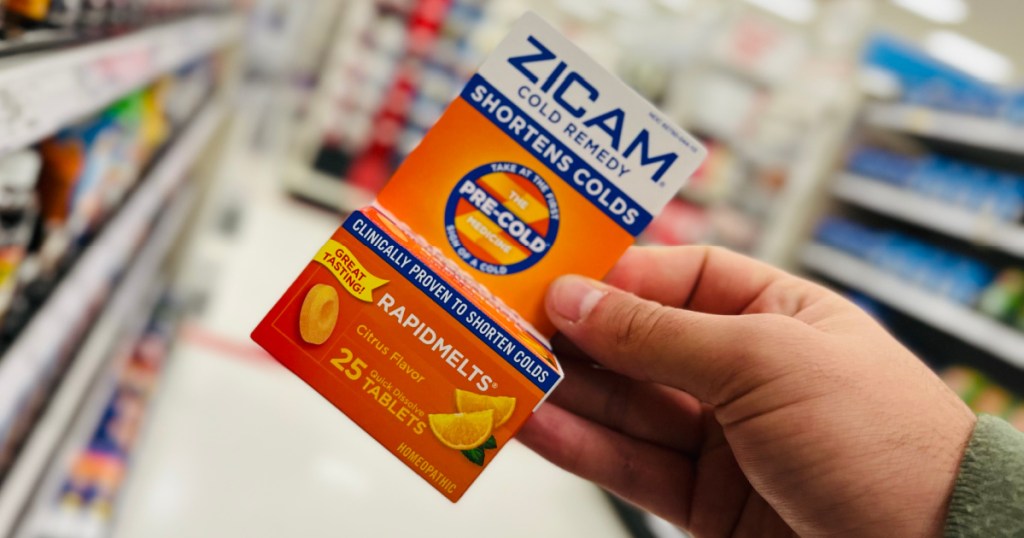 ZICAM®
COLD REMEDY
SHORTENS COLDS
TAKE AT THE FIRST
THE
PRE-COLD
MEDICINE
SIGN OF A COLD
CLINICALLY PROVEN TO SHORTEN COLDS
GREAT
TASTING!
RAPIDMELTS®
Citrus Flavor
25 Quick Dissolve
TABLETS
HOMEOPATHIC